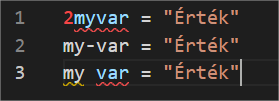 1 2myvar = "Érték"
2 my-var = "Érték"
3 my var = "Érték"